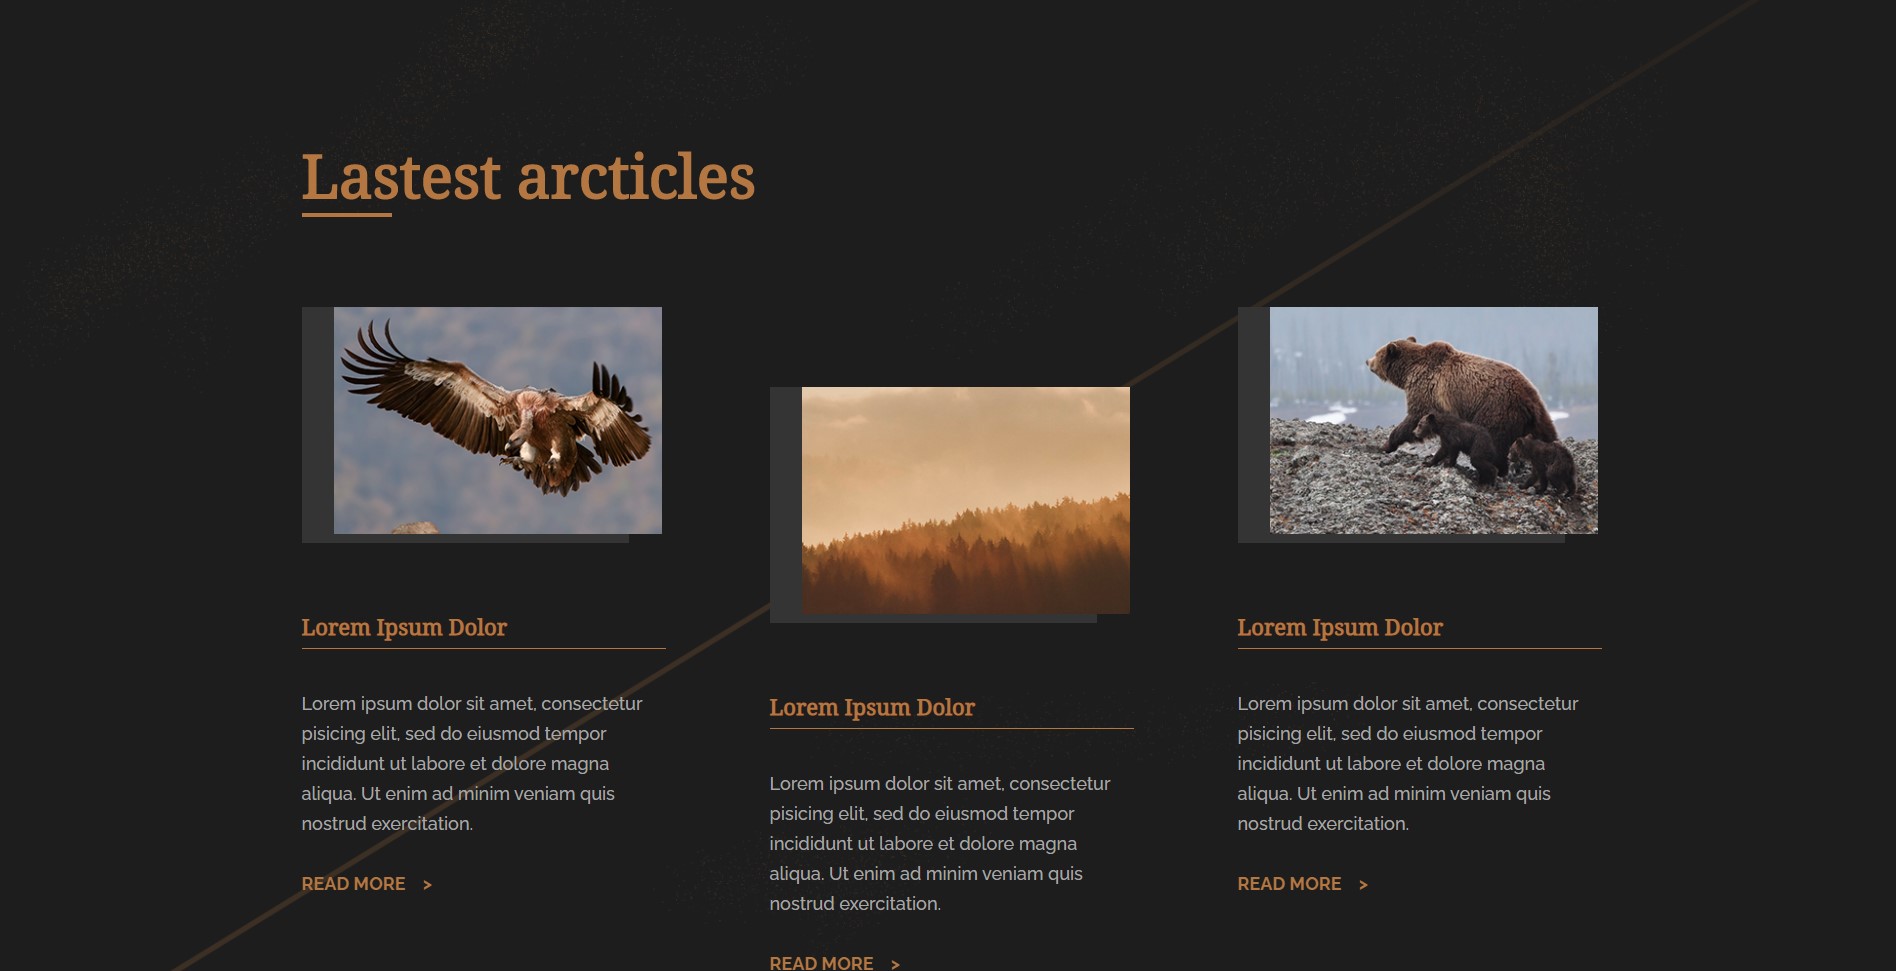 Lastest arcticles
Lorem Ipsum Dolor
Lorem ipsum dolor sit amet, consectetur
pisicing elit, sed do eiusmod tempor
incididunt ut labore et dolore magna
aliqua. Ut enim ad minim veniam quis
nostrud exercitation.
READ MORE >
Lorem Ipsum Dolor
Lorem ipsum dolor sit amet, consectetur
pisicing elit, sed do eiusmod tempor
incididunt ut labore et dolore magna
aliqua. Ut enim ad minim veniam quis
nostrud exercitation.
READ MORE >
Lorem Ipsum Dolor
Lorem ipsum dolor sit amet, consectetur
pisicing elit, sed do eiusmod tempor
incididunt ut labore et dolore magna
aliqua. Ut enim ad minim veniam quis
nostrud exercitation.
READ MORE >